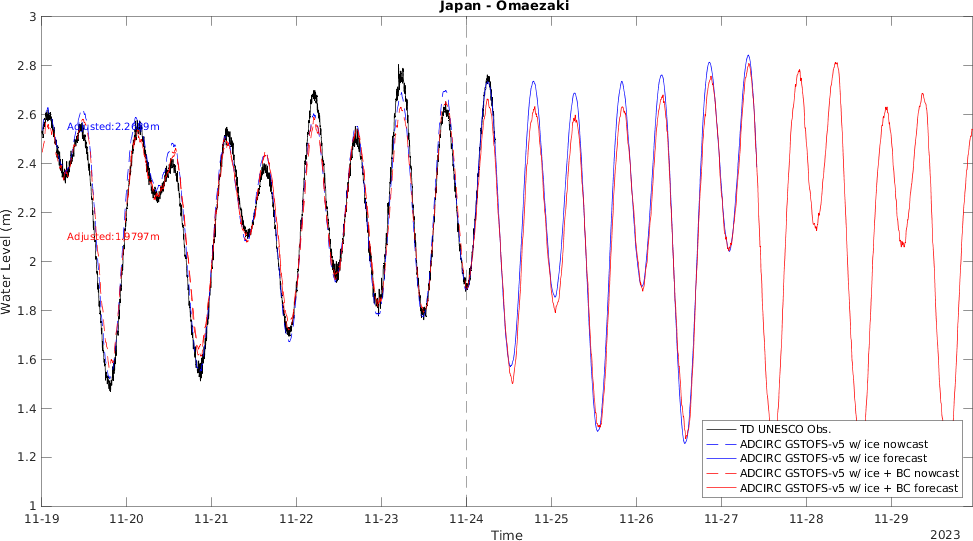 Japan - Omaezaki
3
2.8
2.6
2.4
2.2
2
1.8
1.6
1.4
1.2
1
Water Level (m)
Adjusted:1.9797m
TD UNESCO Obs.
ADCIRC GSTOFS-v5 w/ ice nowcast
ADCIRC GSTOFS-v5 w/ ice forecast
ADCIRC GSTOFS-v5 w/ ice + BC nowcast
ADCIRC GSTOFS-v5 w/ ice + BC forecast
11-19 11-20 11-21 11-22 11-23 11-24 11-25 11-26 11-27 11-28 11-29
Time
2023